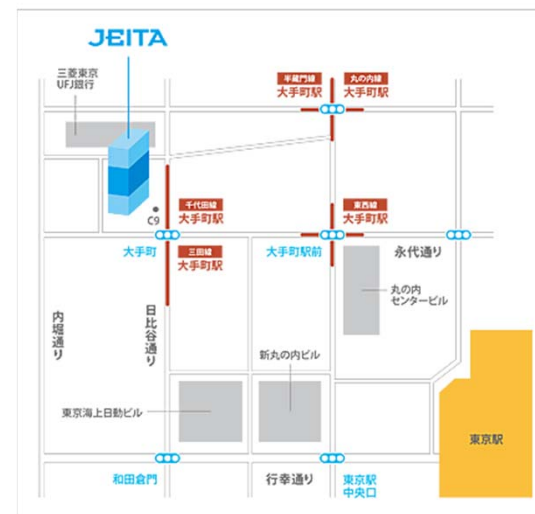 JEITA
三菱東京
UFJ銀行
半蔵門線
大手町駅
丸の内線
大手町駅
C9
千代田線
大手町駅
東西線
大手町駅
大手町
三田線
大手町駅
大手町駅前
永代通り
丸の内
センタービル
内堀通り
日比谷通り
新丸の内ビル
東京海上日動ビル
東京駅
和田倉門
行幸通り
東京駅
中央口